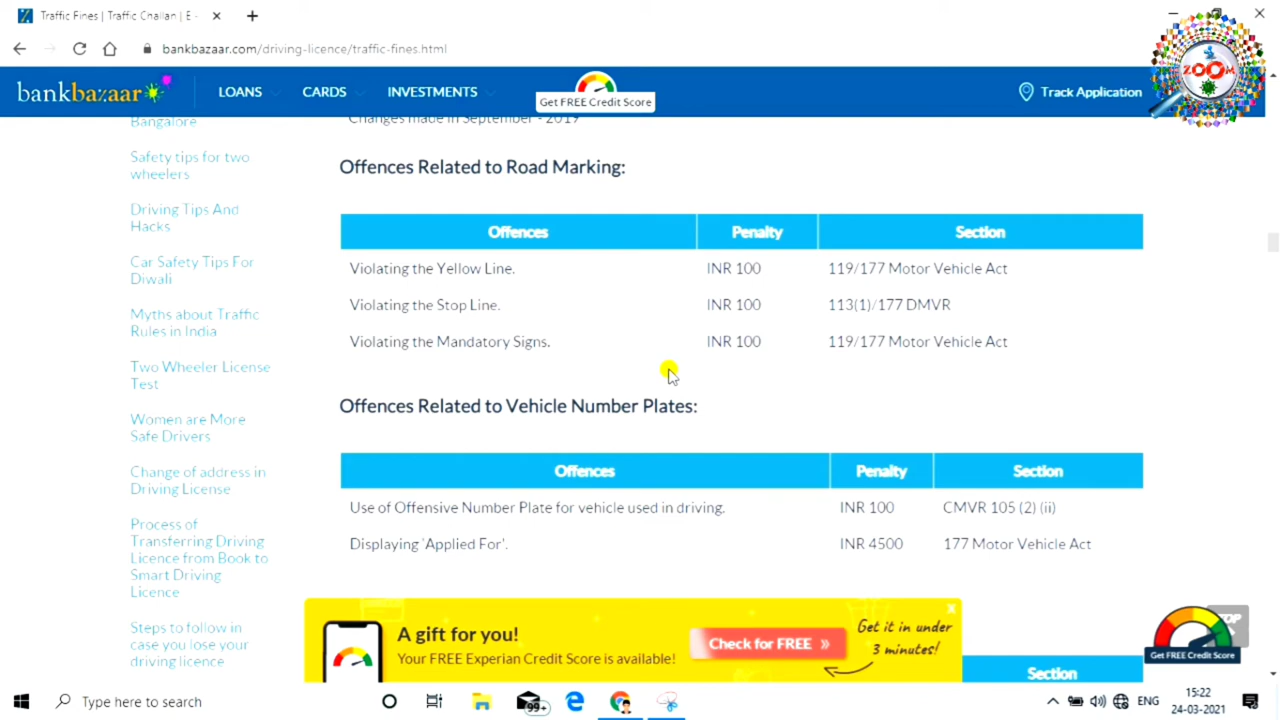 Traffic Fines | Traffic Challan | E -
bankbazaar.com/driving-licence/traffic-fines.html
ZOOM
bankbazaar
LOANS
CARDS
INVESTMENTS
Get FREE Credit Score
Track Application
Bangalore
Safety tips for two
wheelers
Driving Tips And
Hacks
Car Safety Tips For
Diwali
Myths about Traffic
Rules in India
Two Wheeler License
Test
Women are More
Safe Drivers
Change of address in
Driving License
Process of
Transferring Driving
Licence from Book to
Smart Driving
Licence
Steps to follow in
case you lose your
driving licence
Changes made in September - 2019
Offences Related to Road Marking:
Offences Penalty Section
Violating the Yellow Line. INR 100 119/177 Motor Vehicle Act
Violating the Stop Line. INR 100 113(1)/177 DMVR
Violating the Mandatory Signs. INR 100 119/177 Motor Vehicle Act
Offences Related to Vehicle Number Plates:
Offences Penalty Section
Use of Offensive Number Plate for vehicle used in driving. INR 100 CMVR 105 (2) (ii)
Displaying 'Applied For'. INR 4500 177 Motor Vehicle Act
Section
A gift for you!
Your FREE Experian Credit Score is available!
Check for FREE »
Get it in under
3 minutes!
x
Get FREE Credit Score
Type here to search
99+
ENG
15:22
24-03-2021